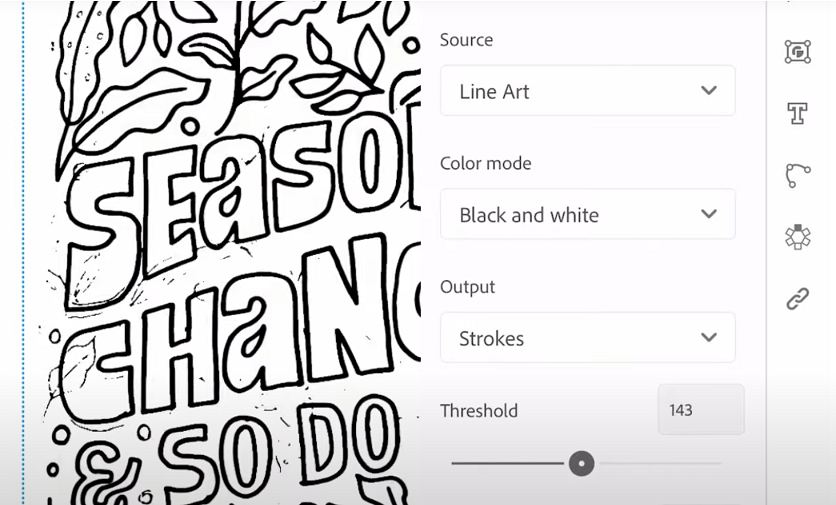 SEaSO
CHaN
& SO DO
Source
Line Art
Color mode
Black and white
Output
Strokes
Threshold
143